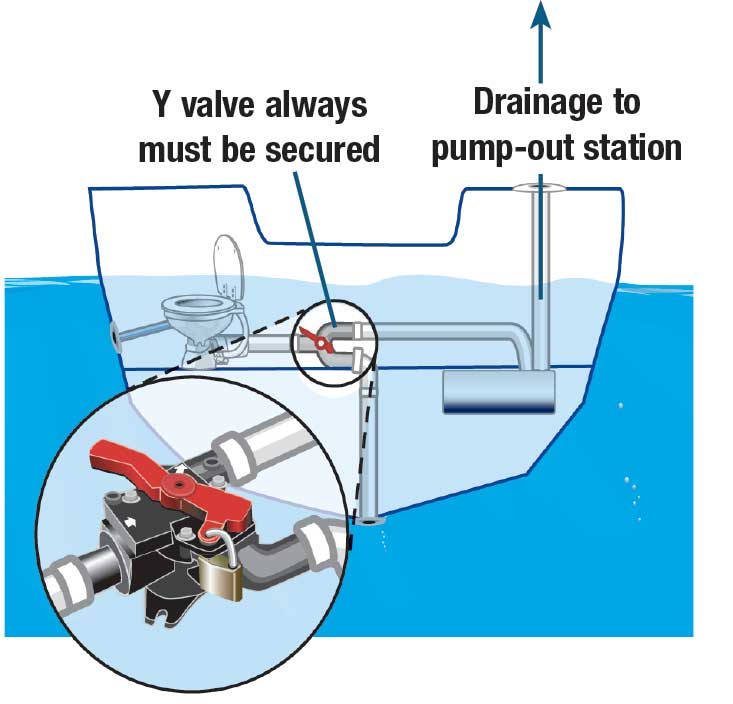 Y valve always
must be secured
Drainage to
pump-out station